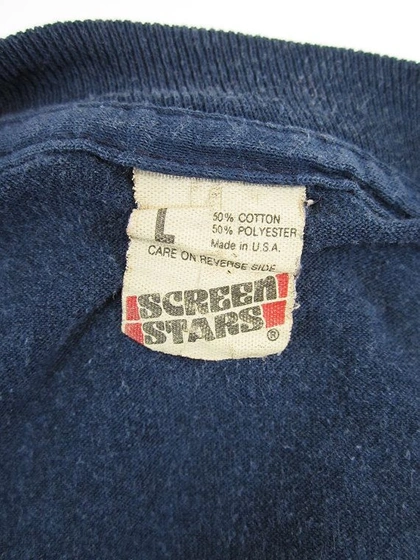 L
50% COTTON
50% POLYESTER
Made in U.S.A.
CARE ON REVERSE SIDE
SCREEN
STARS®